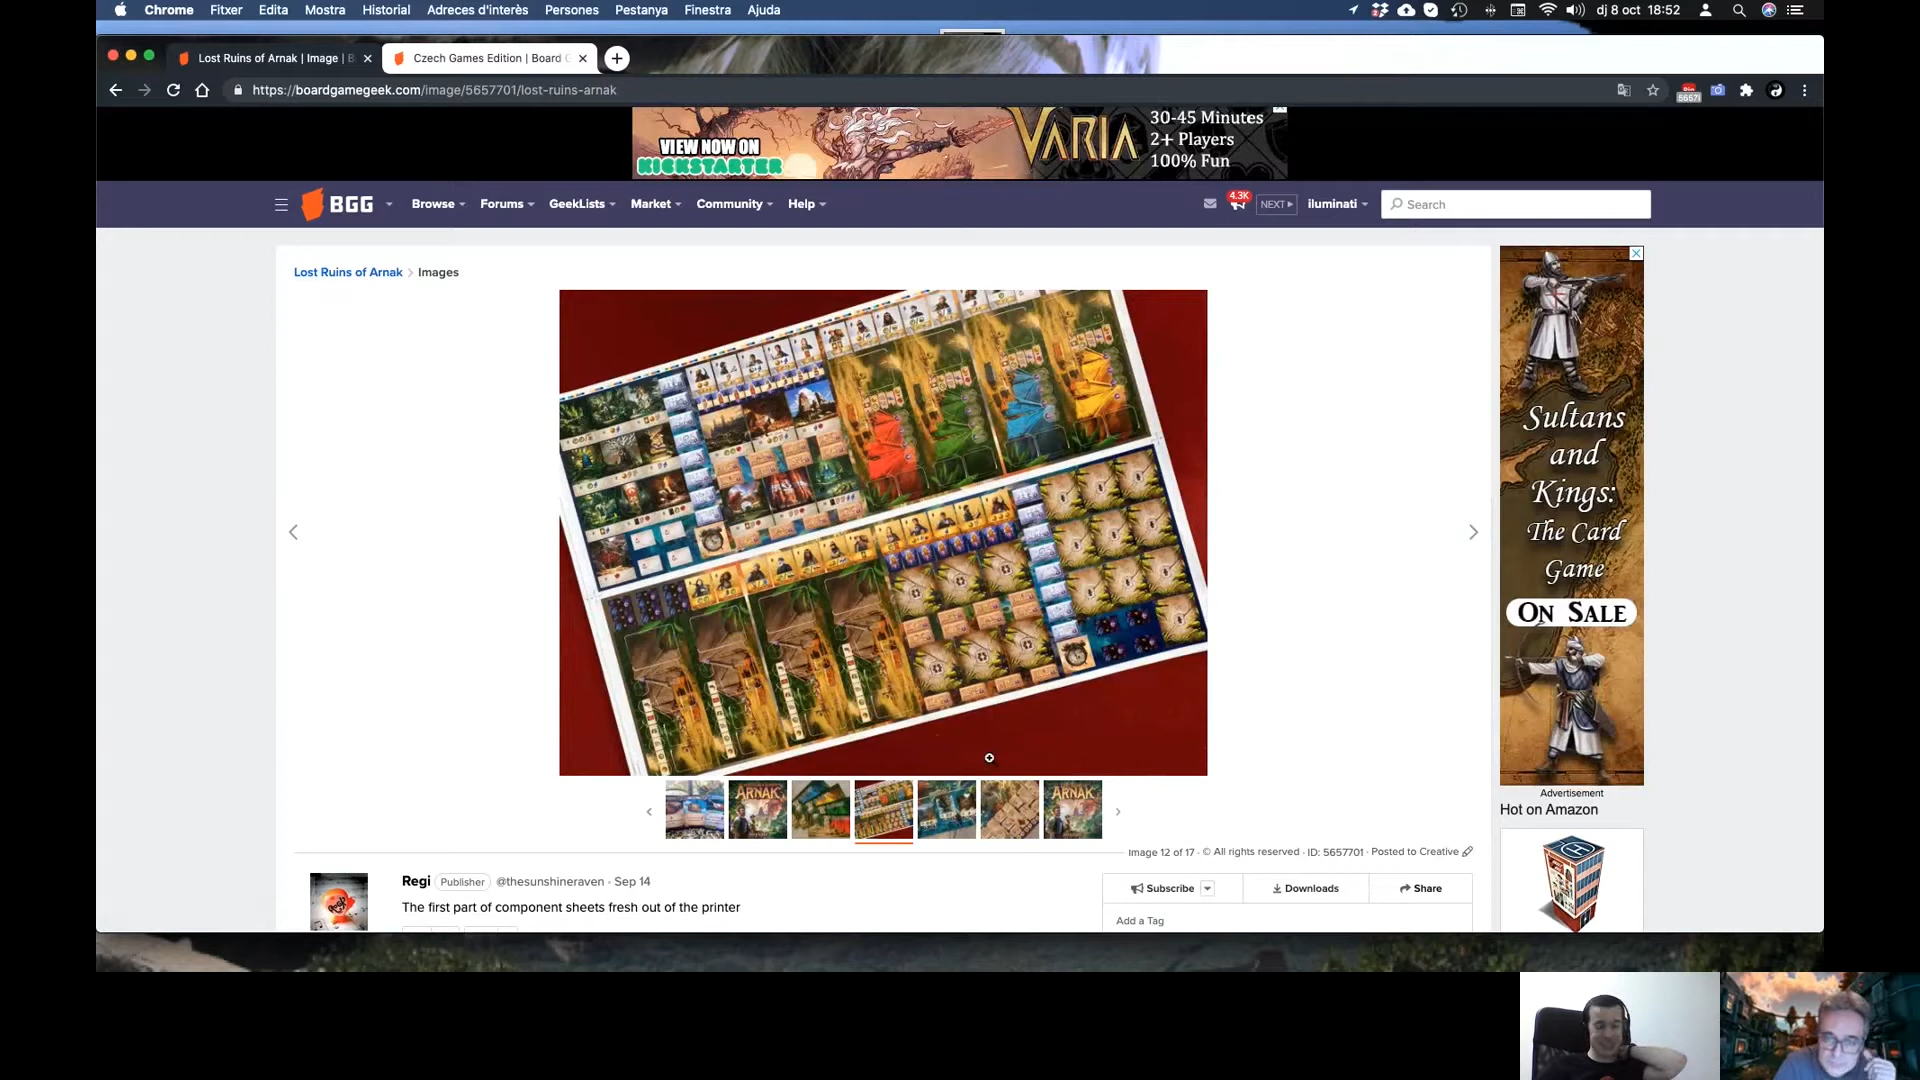 Chrome Fitxer Edita Mostra Historial Adreces d'interès Persones Pestanya Finestra Ajuda
dj 8 oct 18:52
Lost Ruins of Arnak | Image | B
Czech Games Edition | Board G
https://boardgamegeek.com/image/5657701/lost-ruins-arnak
VIEW NOW ON
KICKSTARTER
VARIA
30-45 Minutes
2+ Players
100% Fun
BGG
Browse Forums GeekLists Market Community Help
4.3K
NEXT
iluminati
Search
Lost Ruins of Arnak > Images
Sultans
and
Kings:
The Card
Game
ON SALE
Advertisement
Hot on Amazon
ARNAK
ARNAK
Image 12 of 17 · © All rights reserved · ID: 5657701 · Posted to Creative
Regi Publisher @thesunshineraven · Sep 14
The first part of component sheets fresh out of the printer
Subscribe
Downloads
Share
Add a Tag